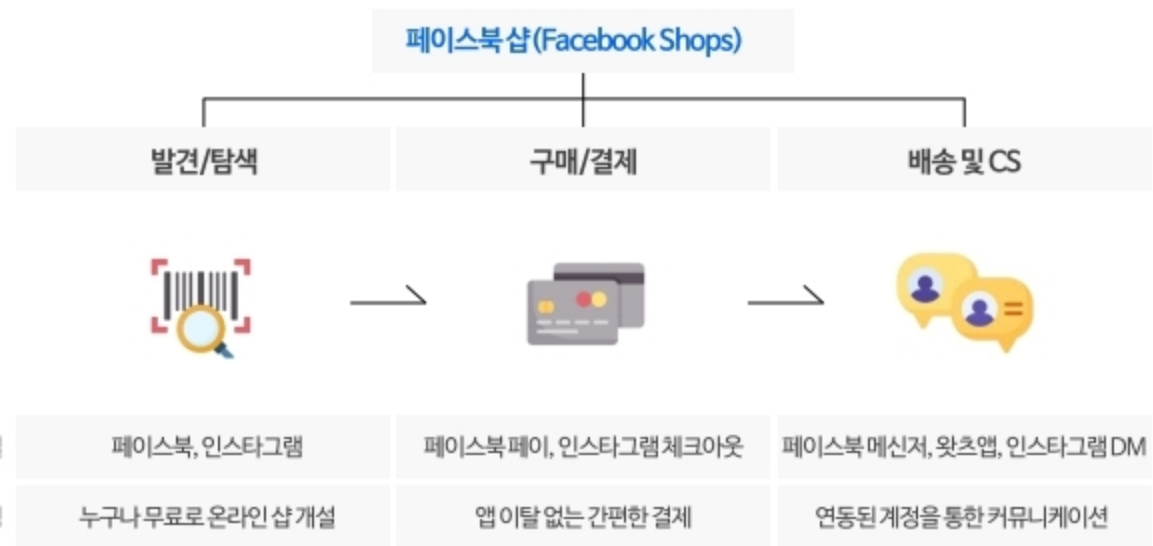 페이스북 샵(Facebook Shops)
발견/탐색
구매/결제
배송 및 CS
페이스북, 인스타그램
페이스북 페이, 인스타그램 체크아웃
페이스북 메신저, 왓츠앱, 인스타그램 DM
누구나 무료로 온라인 샵 개설
앱 이탈 없는 간편한 결제
연동된 계정을 통한 커뮤니케이션